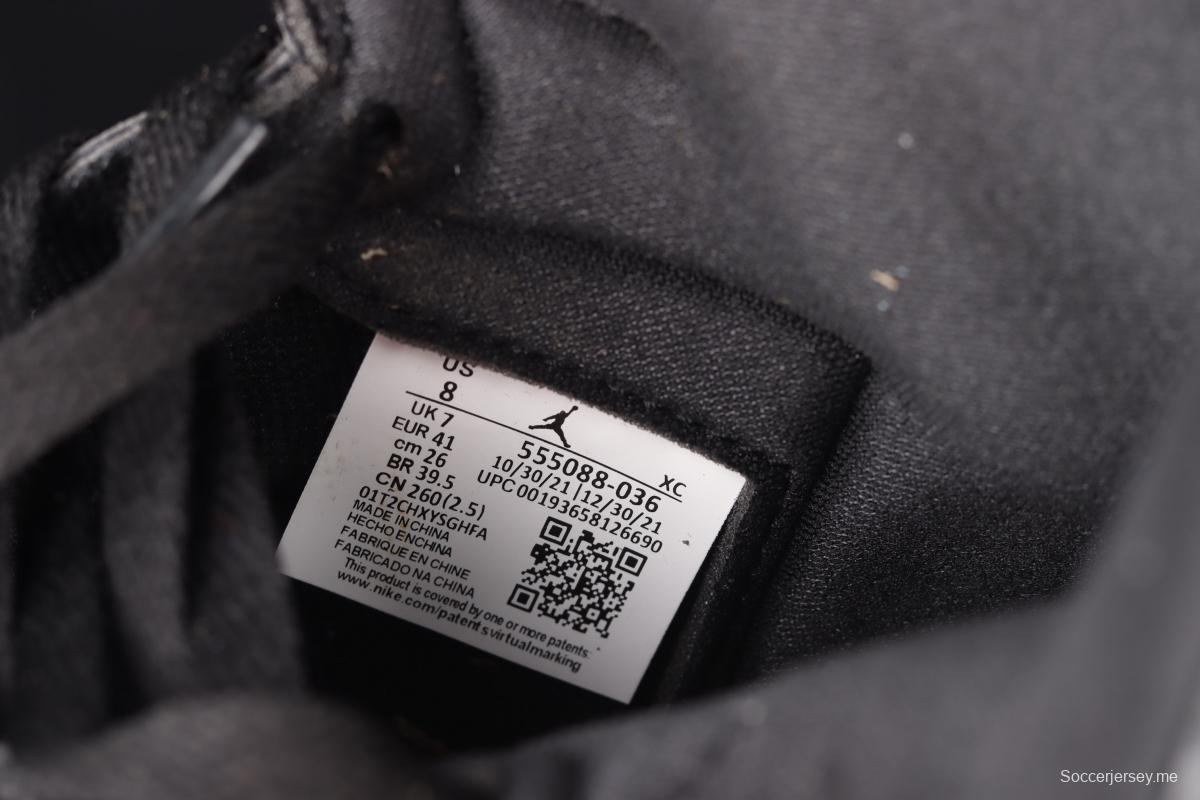 US
8
UK 7
EUR 41
cm 26
BR 39.5
CN 260(2.5)
01T2CHXYSGHFA
MADE IN CHINA
HECHO ENCHINA
FABRIQUE EN CHINE
FABRICADO NA CHINA
This product is covered by one or more patents:
www.nike.com/patentsvirtualmarking
XC
555088-036
10/30/21|12/30/21
UPC 00193658126690
Soccerjersey.me